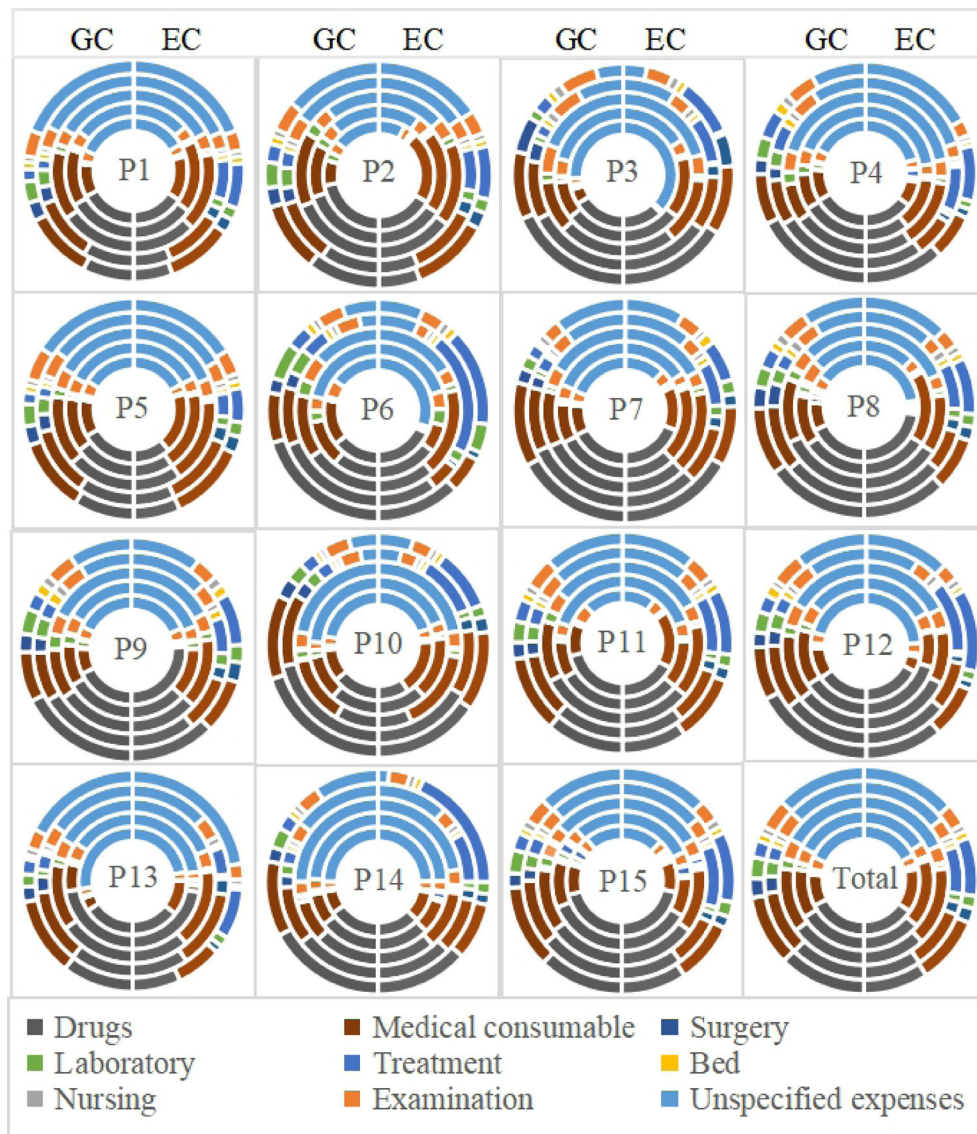 GC EC GC EC GC EC GC EC
P1 P2 P3 P4
P5 P6 P7 P8
P9 P10 P11 P12
P13 P14 P15 Total
Drugs Medical consumable Surgery
Laboratory Treatment Bed
Nursing Examination Unspecified expenses